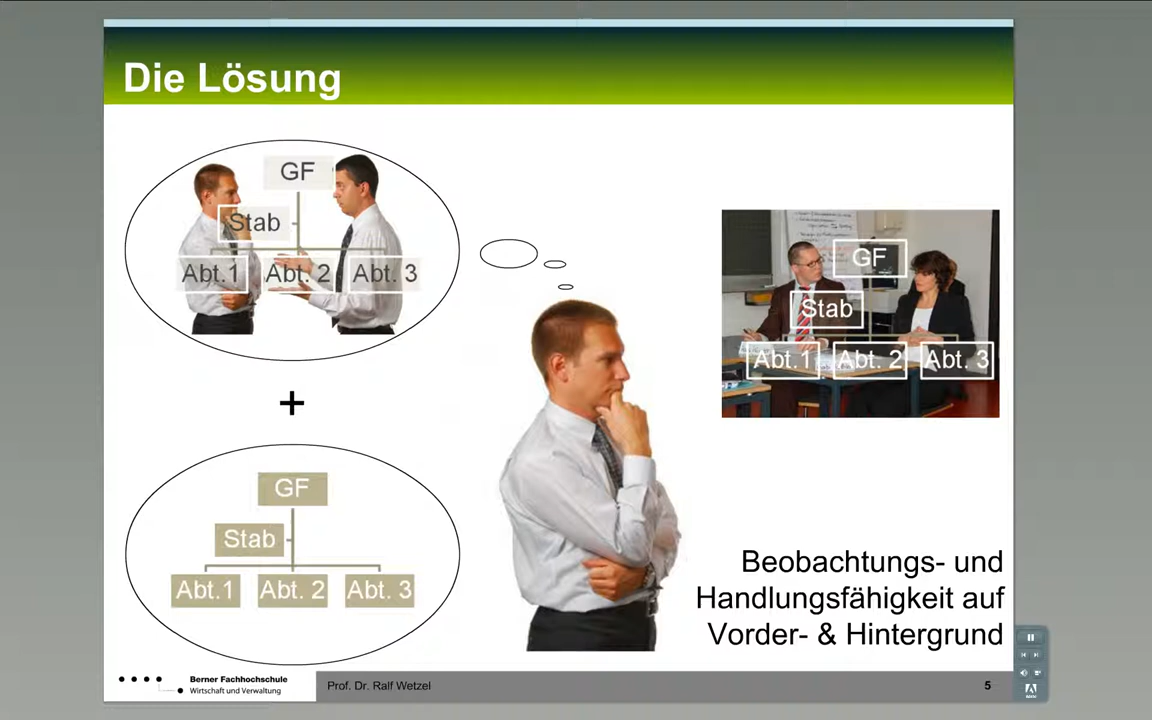 Die Lösung
GF
Stab
Abt.1 Abt. 2 Abt. 3
+
GF
Stab
Abt.1 Abt. 2 Abt. 3
GF
Stab
Abt.1 Abt. 2 Abt. 3
Beobachtungs- und
Handlungsfähigkeit auf
Vorder- & Hintergrund
Berner Fachhochschule
Wirtschaft und Verwaltung
Prof. Dr. Ralf Wetzel
5